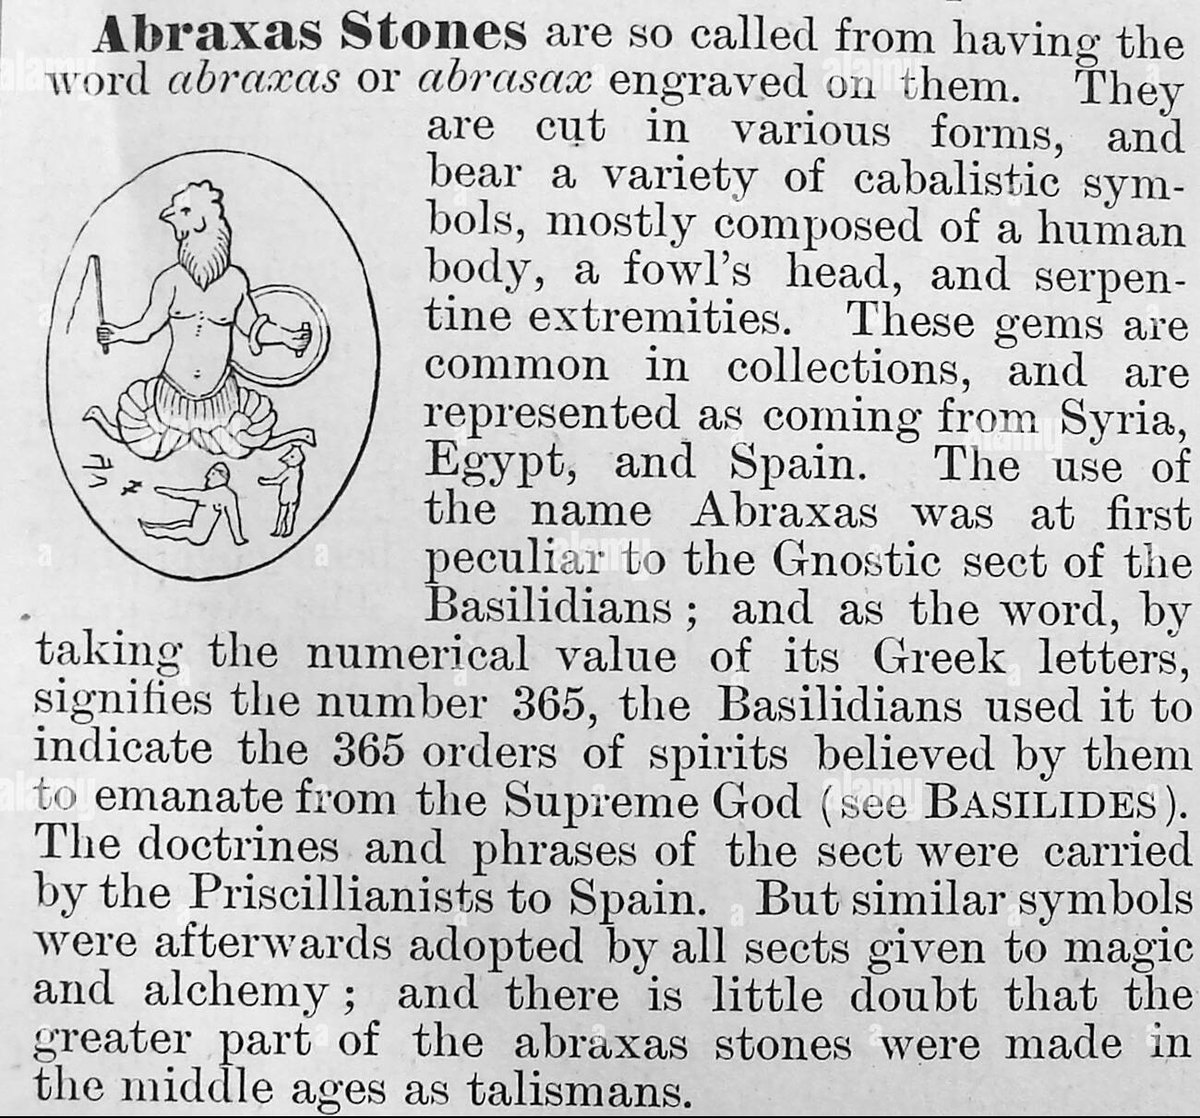 Abraxas Stones are so called from having the
word abraxas or abrasax engraved on them. They
are cut in various forms, and
bear a variety of cabalistic sym-
bols, mostly composed of a human
body, a fowl's head, and serpen-
tine extremities. These gems are
common in collections, and are
represented as coming from Syria,
Egypt, and Spain. The use of
the name Abraxas was at first
peculiar to the Gnostic sect of the
Basilidians; and as the word, by
taking the numerical value of its Greek letters,
signifies the number 365, the Basilidians used it to
indicate the 365 orders of spirits believed by them
to emanate from the Supreme God (see BASILIDES).
The doctrines and phrases of the sect were carried
by the Priscillianists to Spain. But similar symbols
were afterwards adopted by all sects given to magic
and alchemy; and there is little doubt that the
greater part of the abraxas stones were made in
the middle ages as talismans.